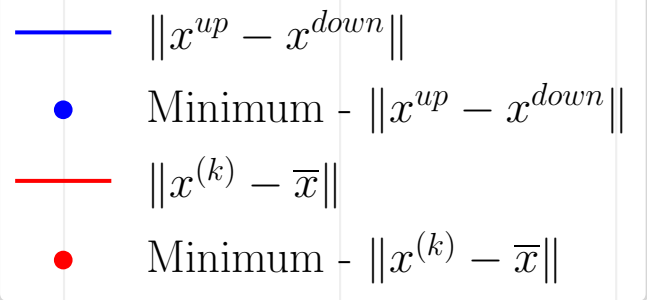 ‖x^{up} − x^{down}‖
Minimum - ‖x^{up} − x^{down}‖
‖x^{(k)} − x̅‖
Minimum - ‖x^{(k)} − x̅‖